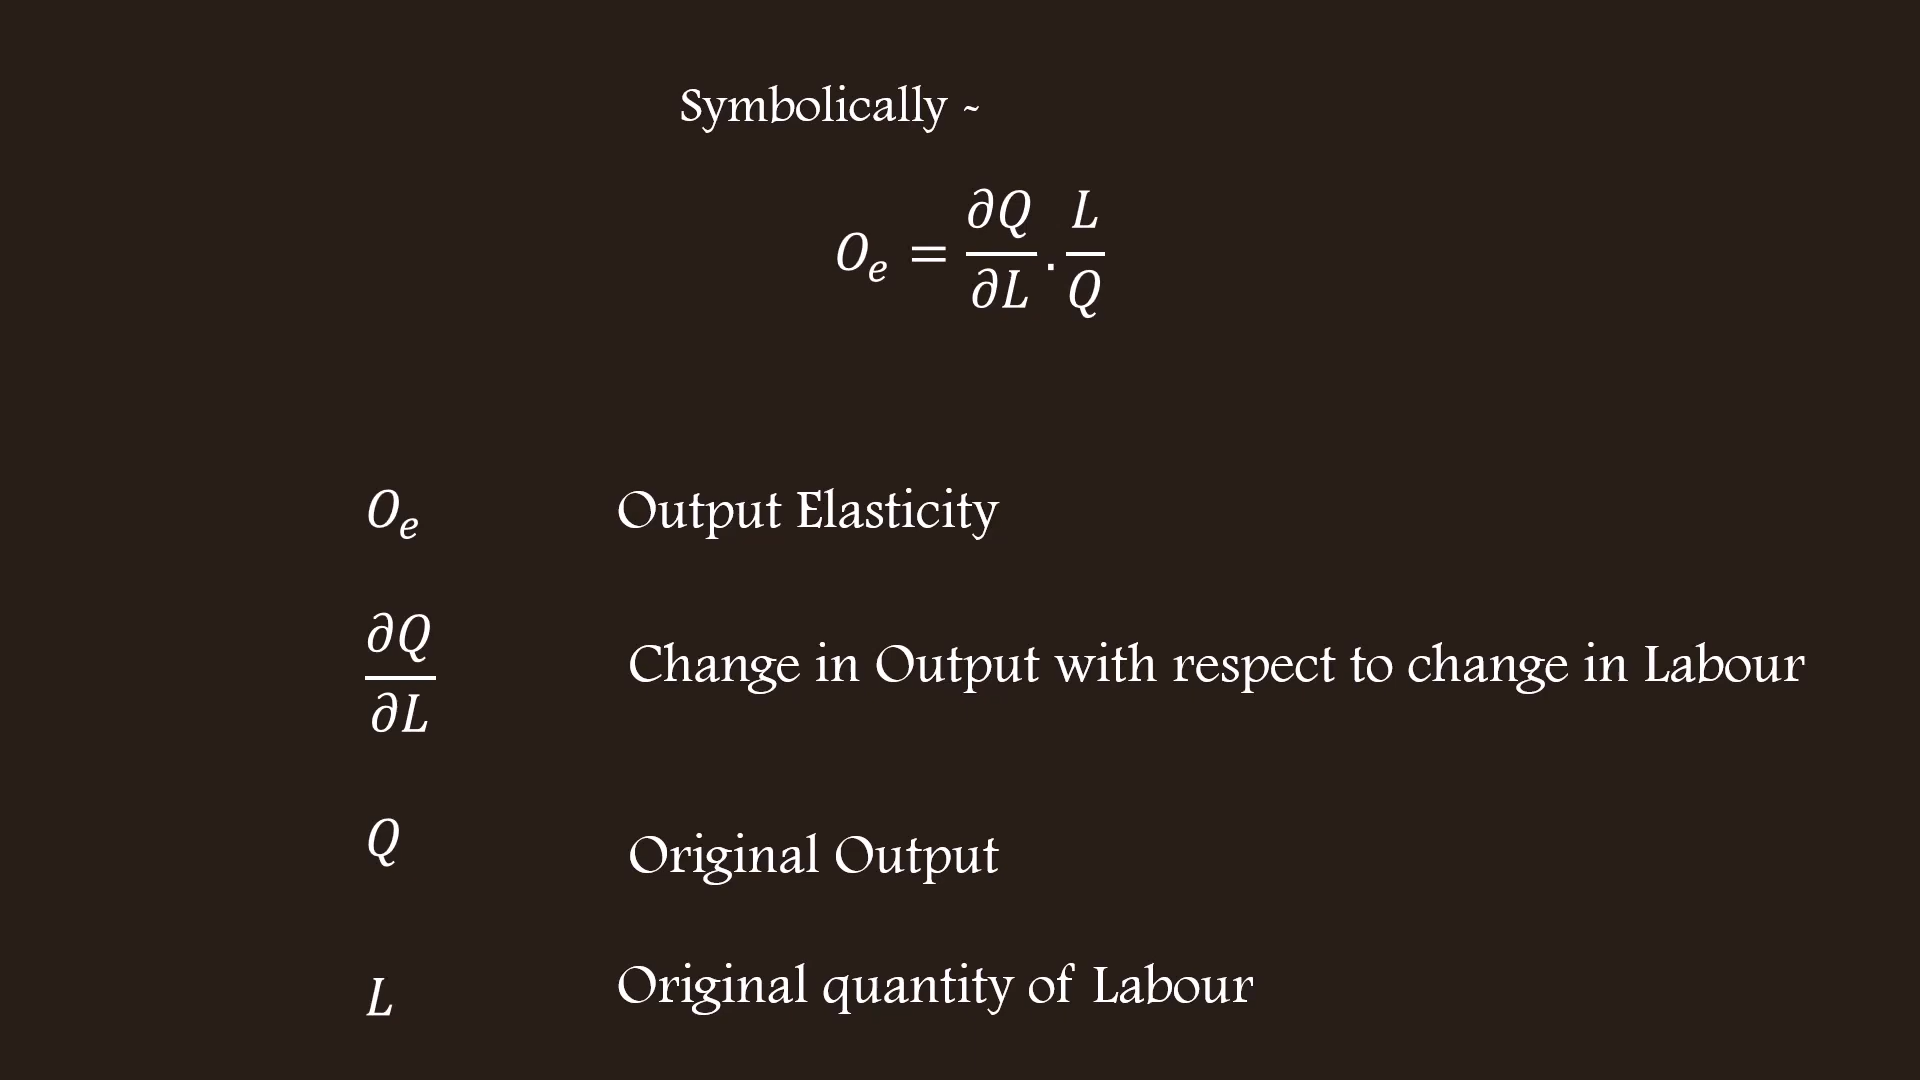 Symbolically ~
O_e = ∂Q/∂L . L/Q
O_e Output Elasticity
∂Q/∂L Change in Output with respect to change in Labour
Q Original Output
L Original quantity of Labour